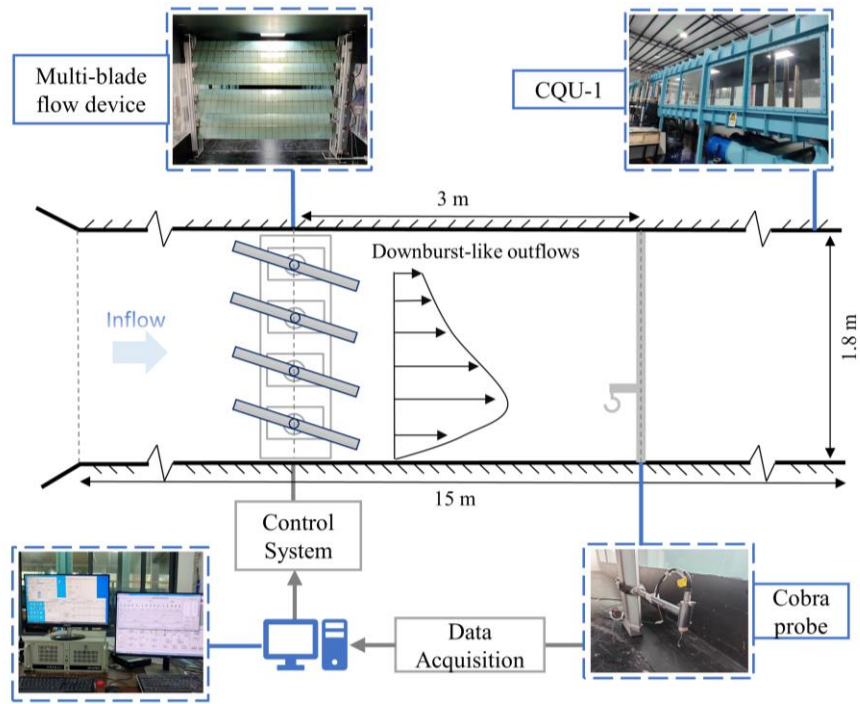 Multi-blade
flow device
CQU-1
3 m
Downburst-like outflows
Inflow
1.8 m
15 m
Control
System
Data
Acquisition
Cobra
probe